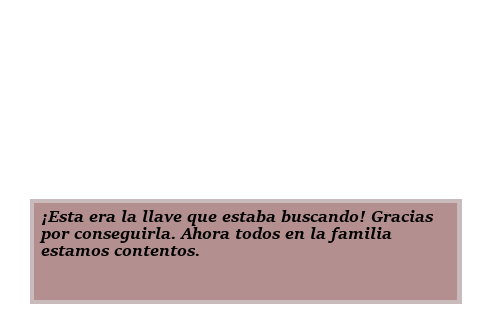 ¡Esta era la llave que estaba buscando! Gracias
por conseguirla. Ahora todos en la familia
estamos contentos.